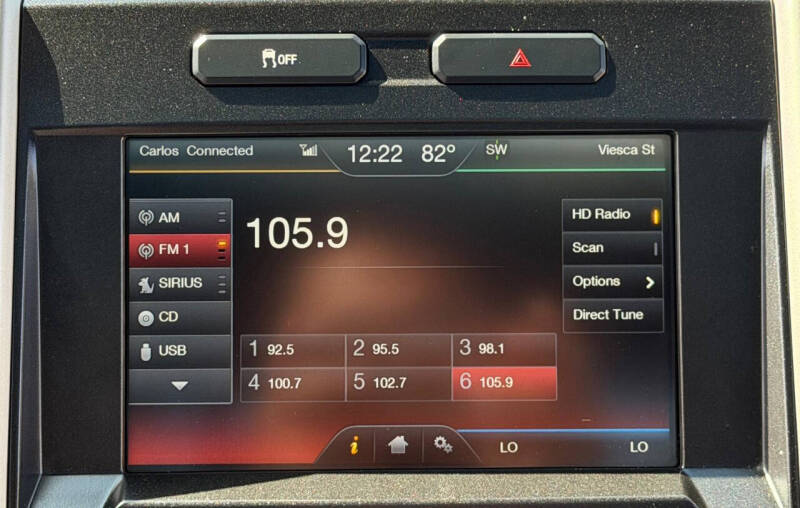 OFF
Carlos Connected 12:22 82° SW Viesca St
AM
FM 1
SIRIUS
CD
USB
105.9
HD Radio
Scan
Options
Direct Tune
1 92.5 2 95.5 3 98.1
4 100.7 5 102.7 6 105.9
i LO LO